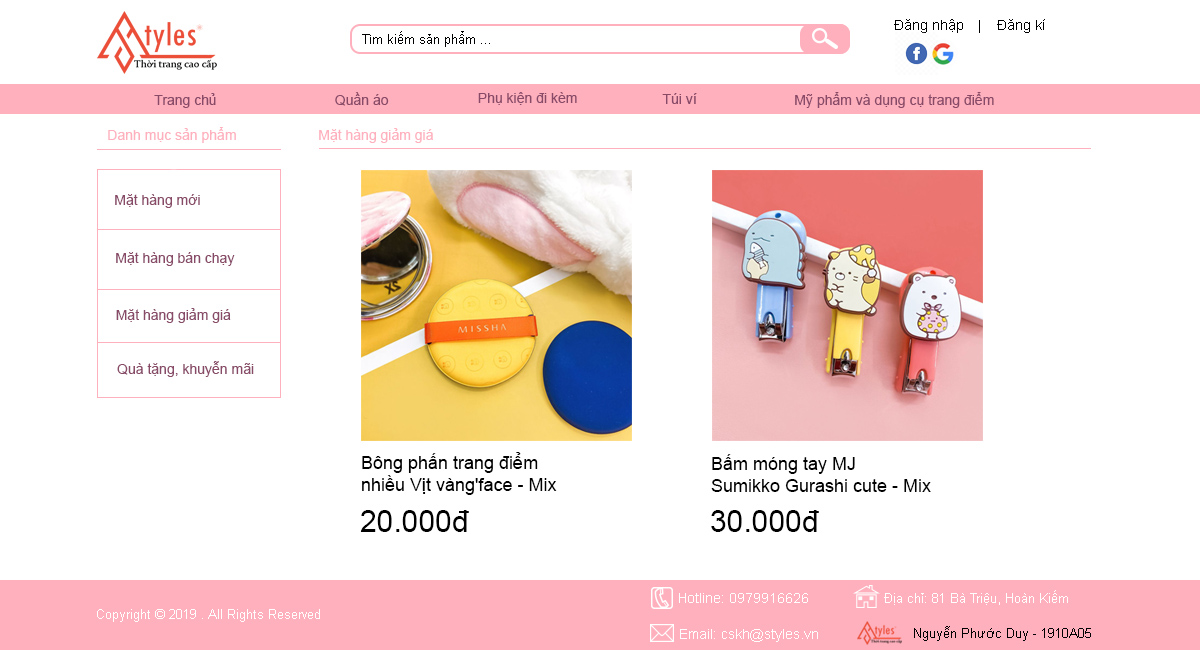 Styles®
Thời trang cao cấp
Tìm kiếm sản phẩm ...
Đăng nhập | Đăng kí
f G
Trang chủ Quần áo Phụ kiện đi kèm Túi ví Mỹ phẩm và dụng cụ trang điểm
Danh mục sản phẩm
Mặt hàng giảm giá
Mặt hàng mới
Mặt hàng bán chạy
Mặt hàng giảm giá
Quà tặng, khuyễn mãi
MISSHA
Bông phấn trang điểm
nhiều Vịt vàng'face - Mix
20.000đ
Bấm móng tay MJ
Sumikko Gurashi cute - Mix
30.000đ
Copyright © 2019 . All Rights Reserved
Hotline: 0979916626
Email: cskh@styles.vn
Địa chỉ: 81 Bà Triệu, Hoàn Kiếm
Styles
Thời trang cao cấp
Nguyễn Phước Duy - 1910A05